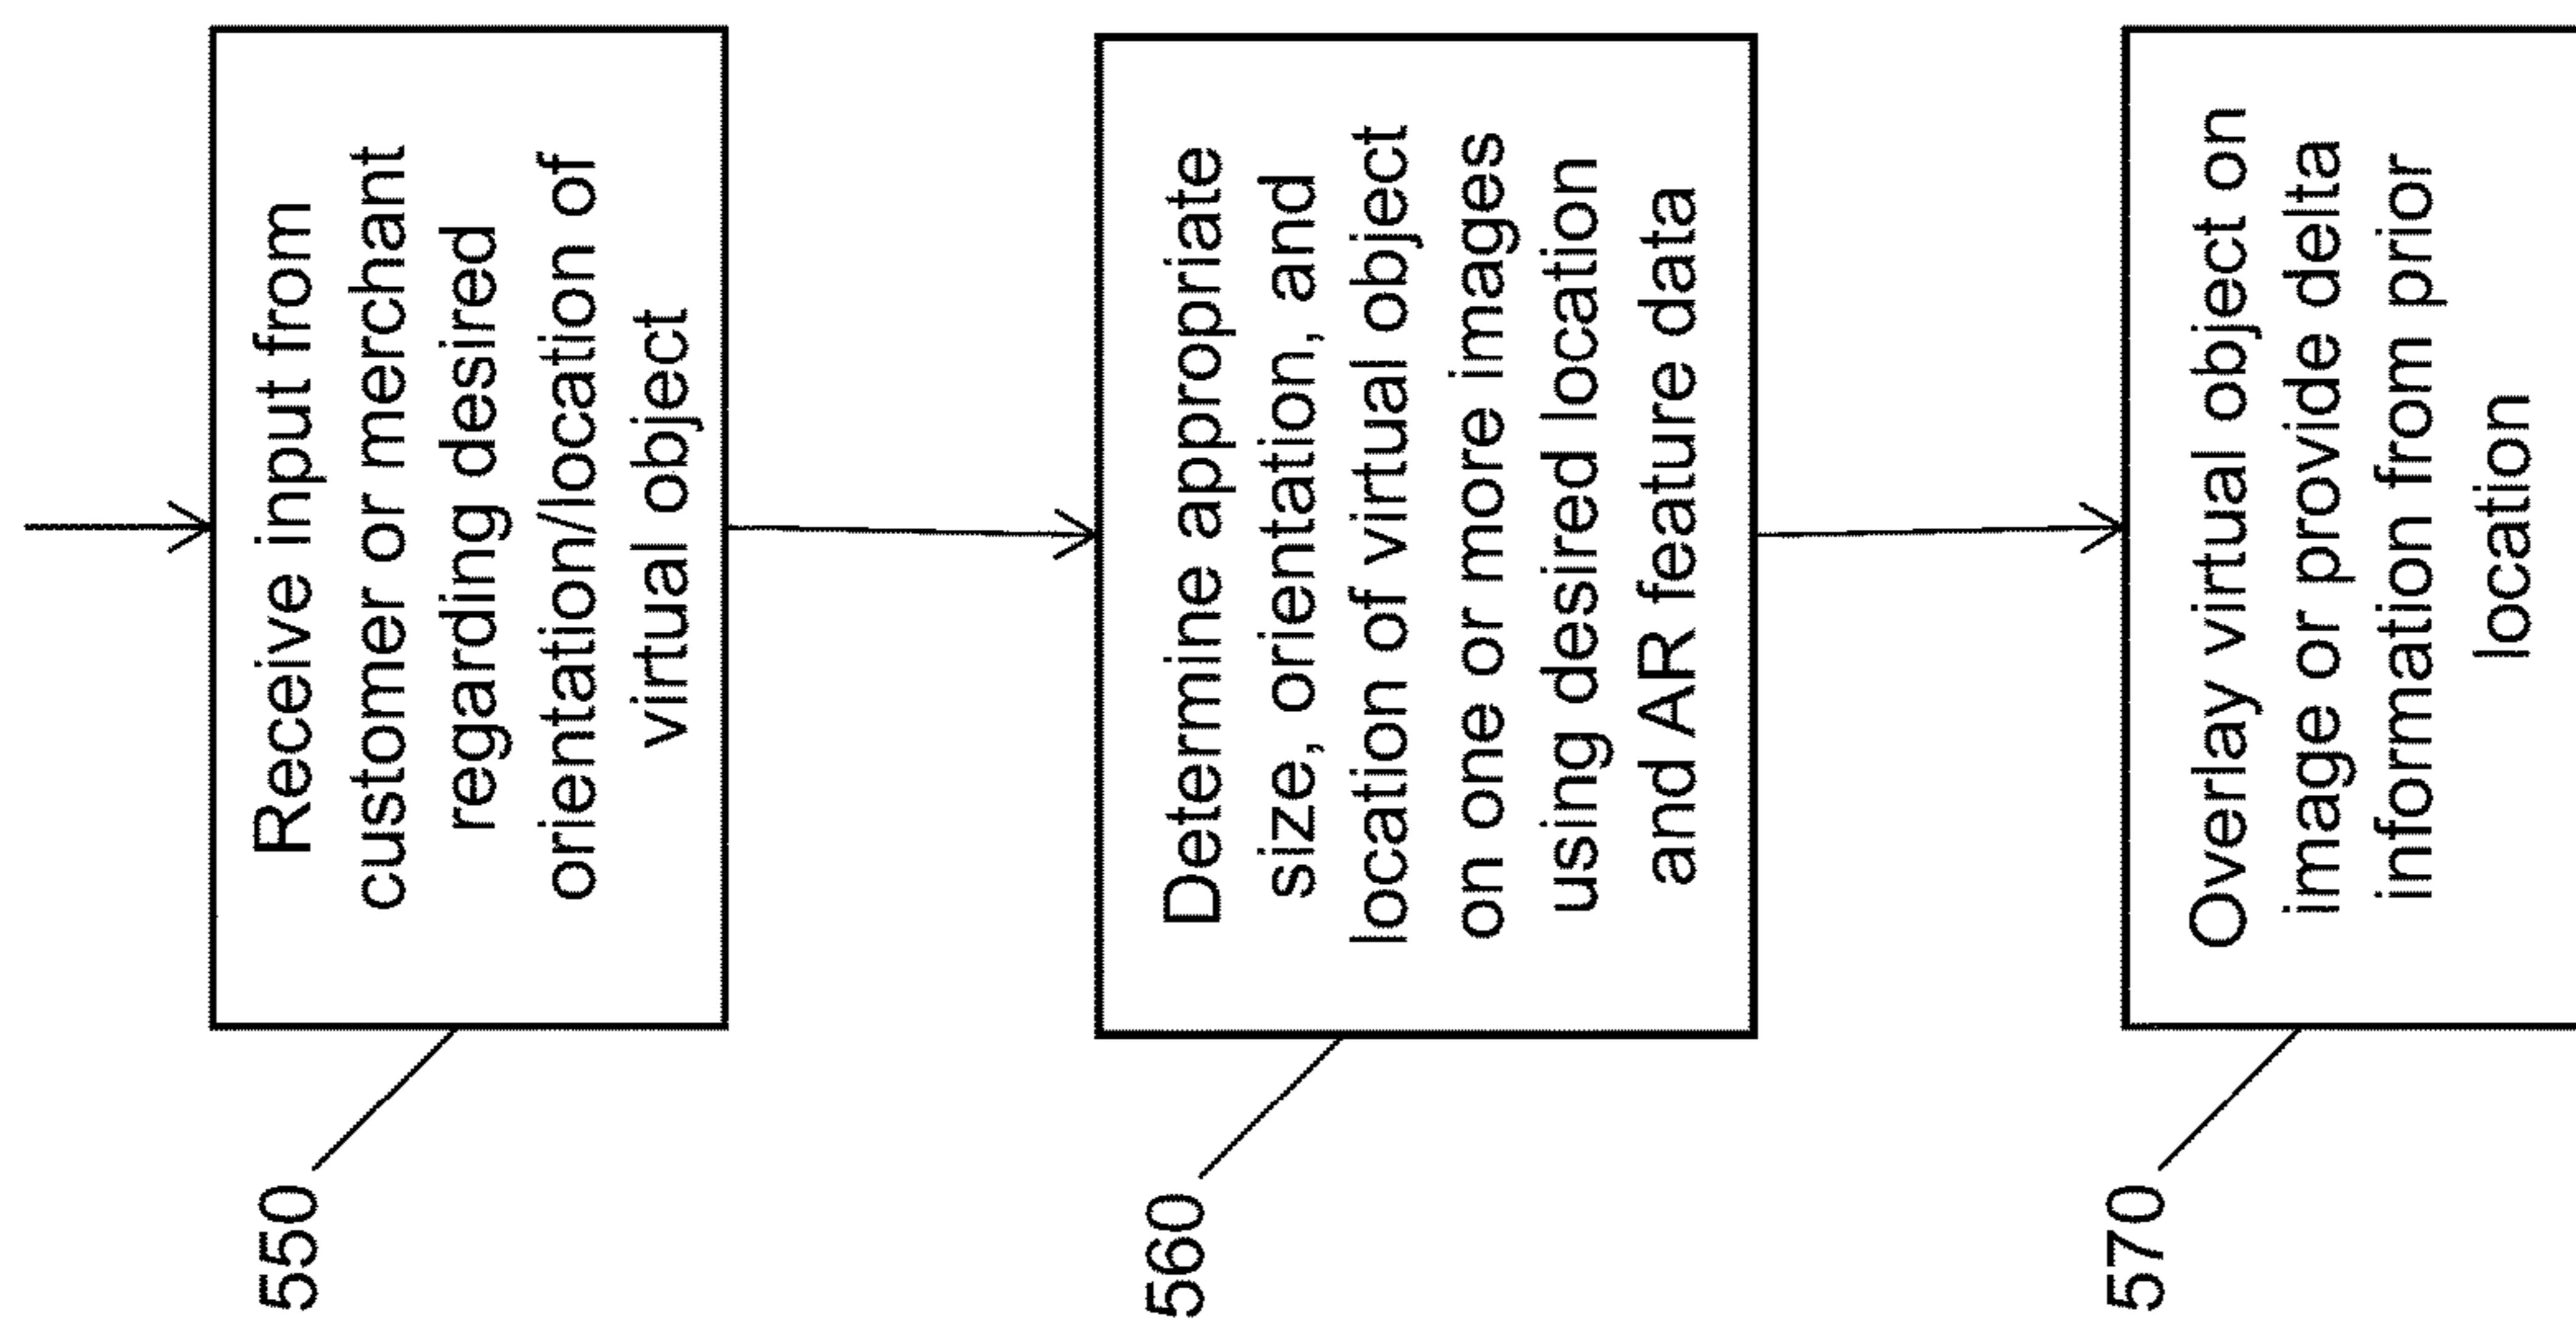 550
Receive input from
customer or merchant
regarding desired
orientation/location of
virtual object
560
Determine appropriate
size, orientation, and
location of virtual object
on one or more images
using desired location
and AR feature data
570
Overlay virtual object on
image or provide delta
information from prior
location